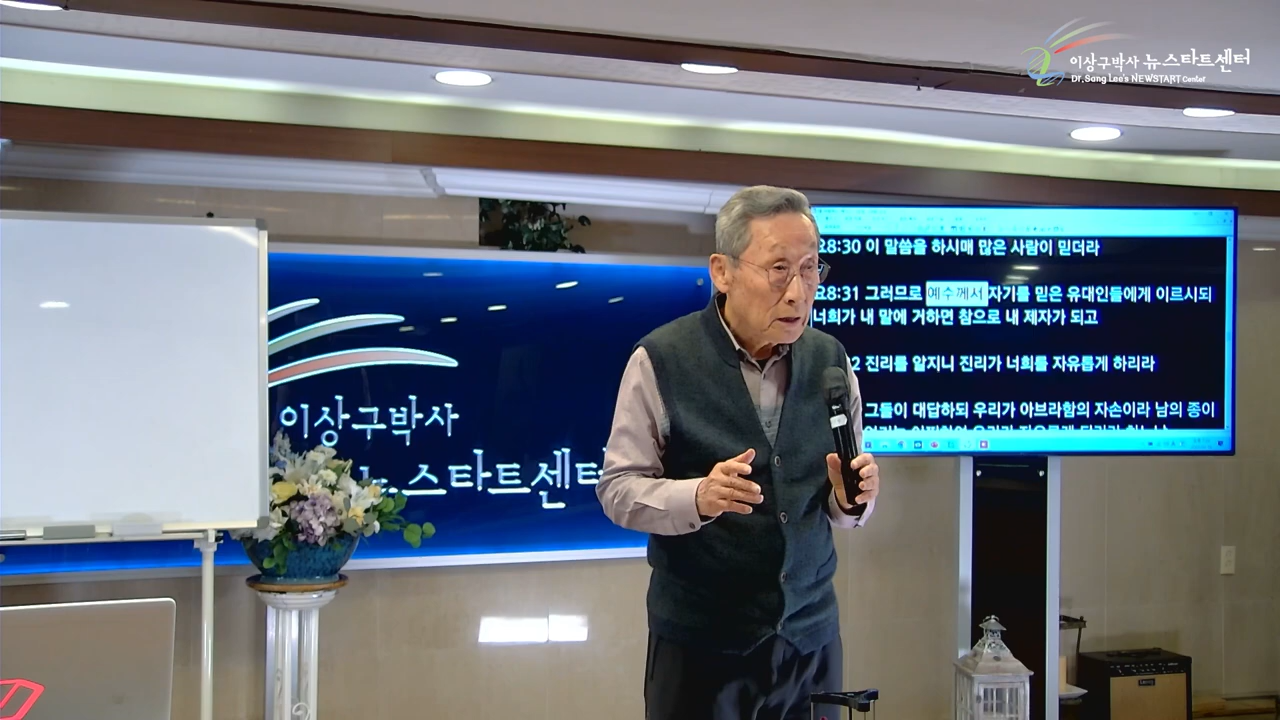 이상구박사 뉴스타트센터
Dr. Sang Lee's NEWSTART Center
이상구박사
뉴스타트센터
요8:30 이 말씀을 하시매 많은 사람이 믿더라
요8:31 그러므로 예수께서 자기를 믿은 유대인들에게 이르시되
너희가 내 말에 거하면 참으로 내 제자가 되고
2 진리를 알지니 진리가 너희를 자유롭게 하리라
그들이 대답하되 우리가 아브라함의 자손이라 남의 종이